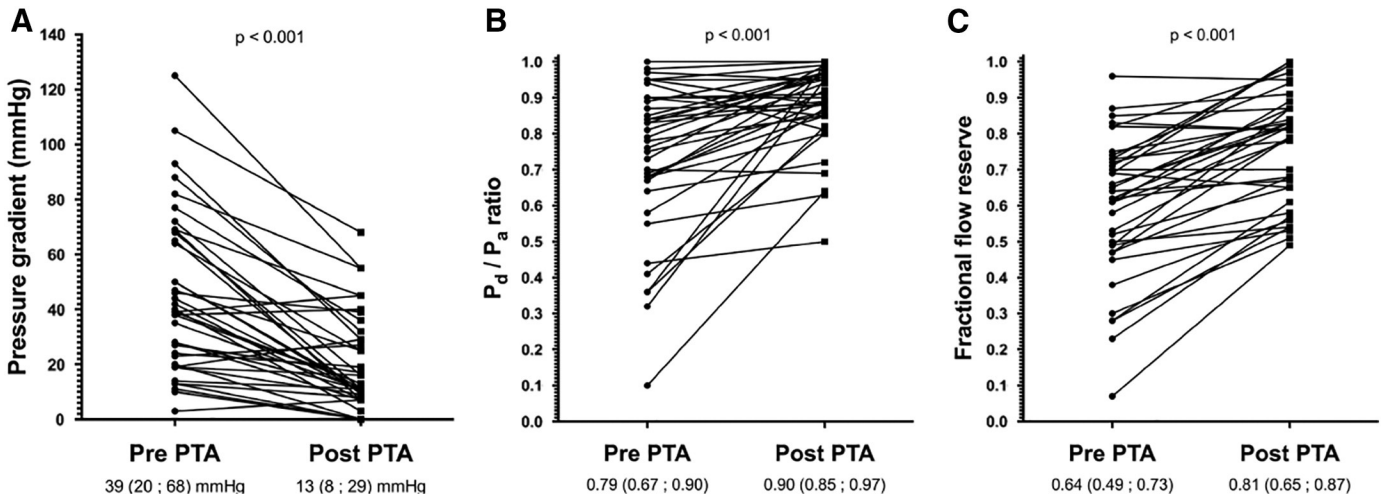 A
p < 0.001
Pressure gradient (mmHg)
140
120
100
80
60
40
20
0
Pre PTA
Post PTA
39 (20 ; 68) mmHg
13 (8 ; 29) mmHg
B
p < 0.001
Pd / Pa ratio
1.0
0.9
0.8
0.7
0.6
0.5
0.4
0.3
0.2
0.1
0.0
Pre PTA
Post PTA
0.79 (0.67 ; 0.90)
0.90 (0.85 ; 0.97)
C
p < 0.001
Fractional flow reserve
1.0
0.9
0.8
0.7
0.6
0.5
0.4
0.3
0.2
0.1
0.0
Pre PTA
Post PTA
0.64 (0.49 ; 0.73)
0.81 (0.65 ; 0.87)